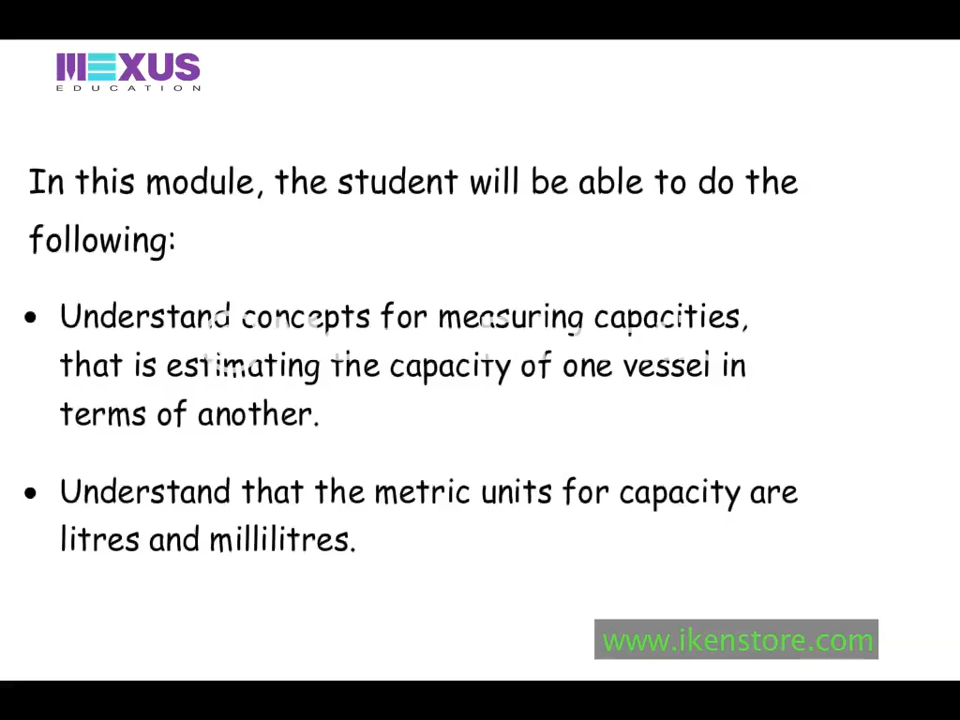 MEXUS
EDUCATION
In this module, the student will be able to do the
following:
• Understand concepts for measuring capacities,
that is estimating the capacity of one vessel in
terms of another.
• Understand that the metric units for capacity are
litres and millilitres.
www.ikenstore.com